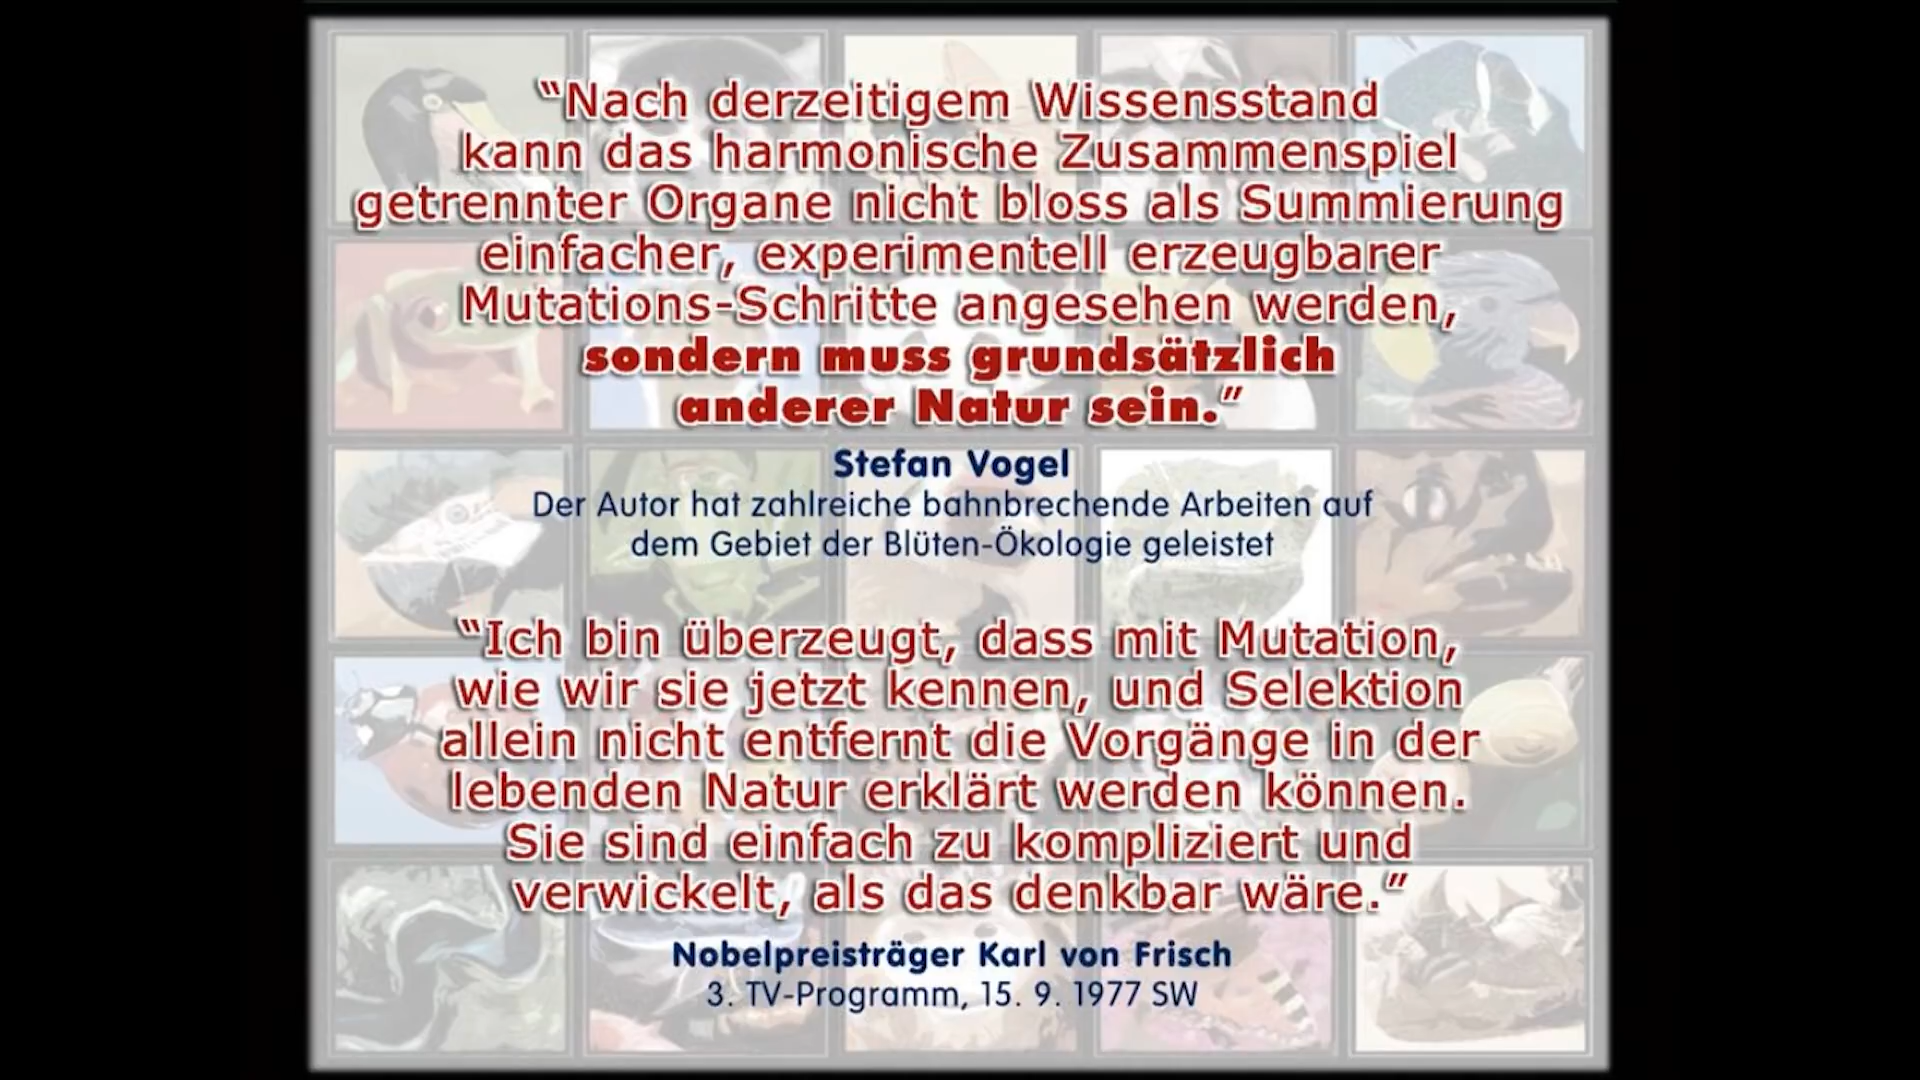 “Nach derzeitigem Wissensstand
kann das harmonische Zusammenspiel
getrennter Organe nicht bloss als Summierung
einfacher, experimentell erzeugbarer
Mutations-Schritte angesehen werden,
sondern muss grundsätzlich
anderer Natur sein.”
Stefan Vogel
Der Autor hat zahlreiche bahnbrechende Arbeiten auf
dem Gebiet der Blüten-Ökologie geleistet
“Ich bin überzeugt, dass mit Mutation,
wie wir sie jetzt kennen, und Selektion
allein nicht entfernt die Vorgänge in der
lebenden Natur erklärt werden können.
Sie sind einfach zu kompliziert und
verwickelt, als das denkbar wäre.”
Nobelpreisträger Karl von Frisch
3. TV-Programm, 15. 9. 1977 SW